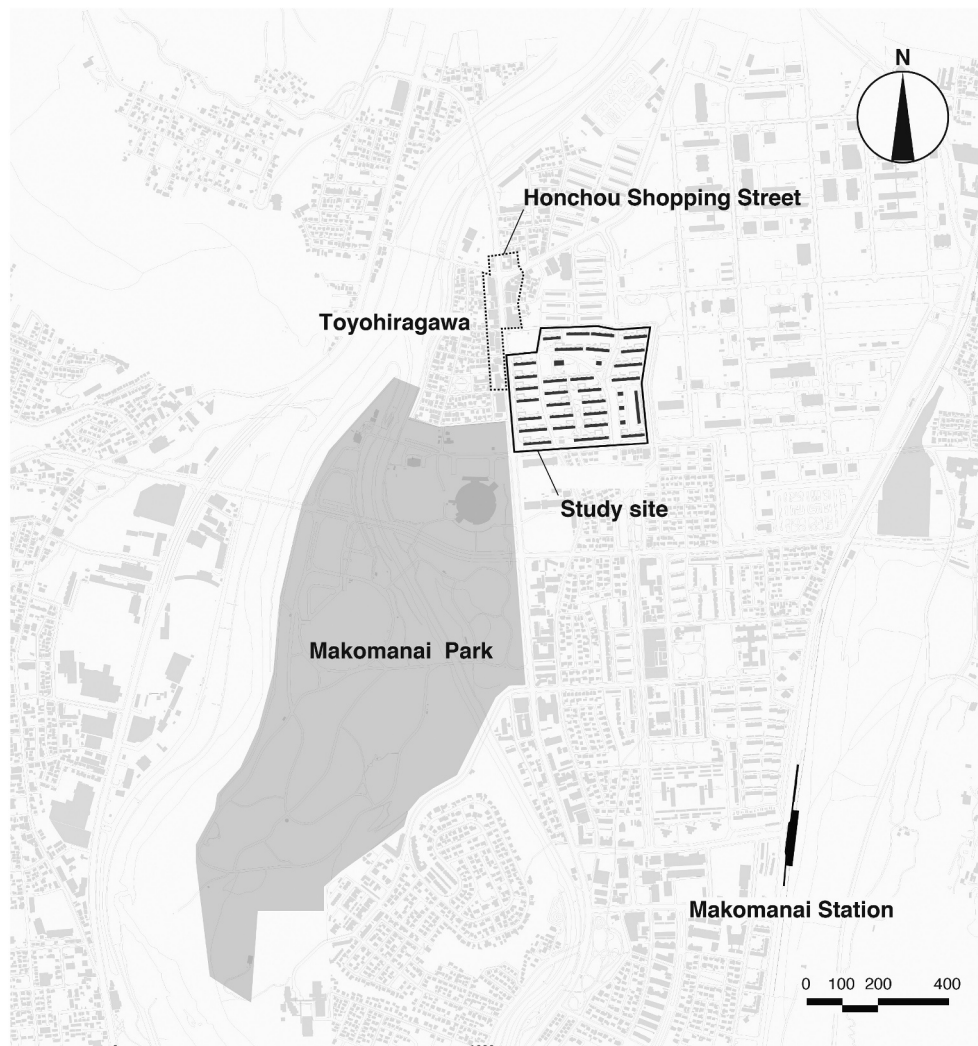 N
Honchou Shopping Street
Toyohiragawa
Study site
Makomanai Park
Makomanai Station
0 100 200 400